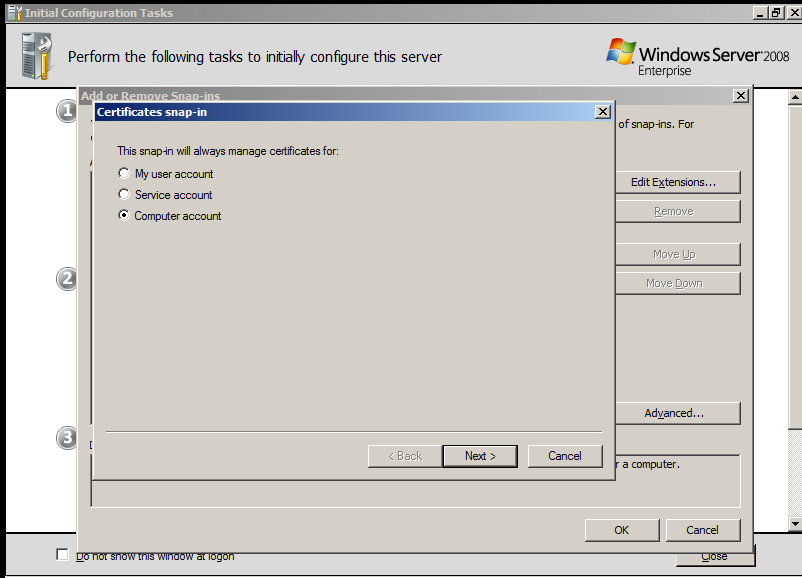 Initial Configuration Tasks
Perform the following tasks to initially configure this server
Windows Server 2008
Enterprise
Add or Remove Snap-ins
1
Certificates snap-in
of snap-ins. For
This snap-in will always manage certificates for:
My user account
Edit Extensions...
Service account
Remove
Computer account
Move Up
2
Move Down
Advanced...
3
< Back
Next >
Cancel
r a computer.
OK
Cancel
Do not show this window at logon
Close